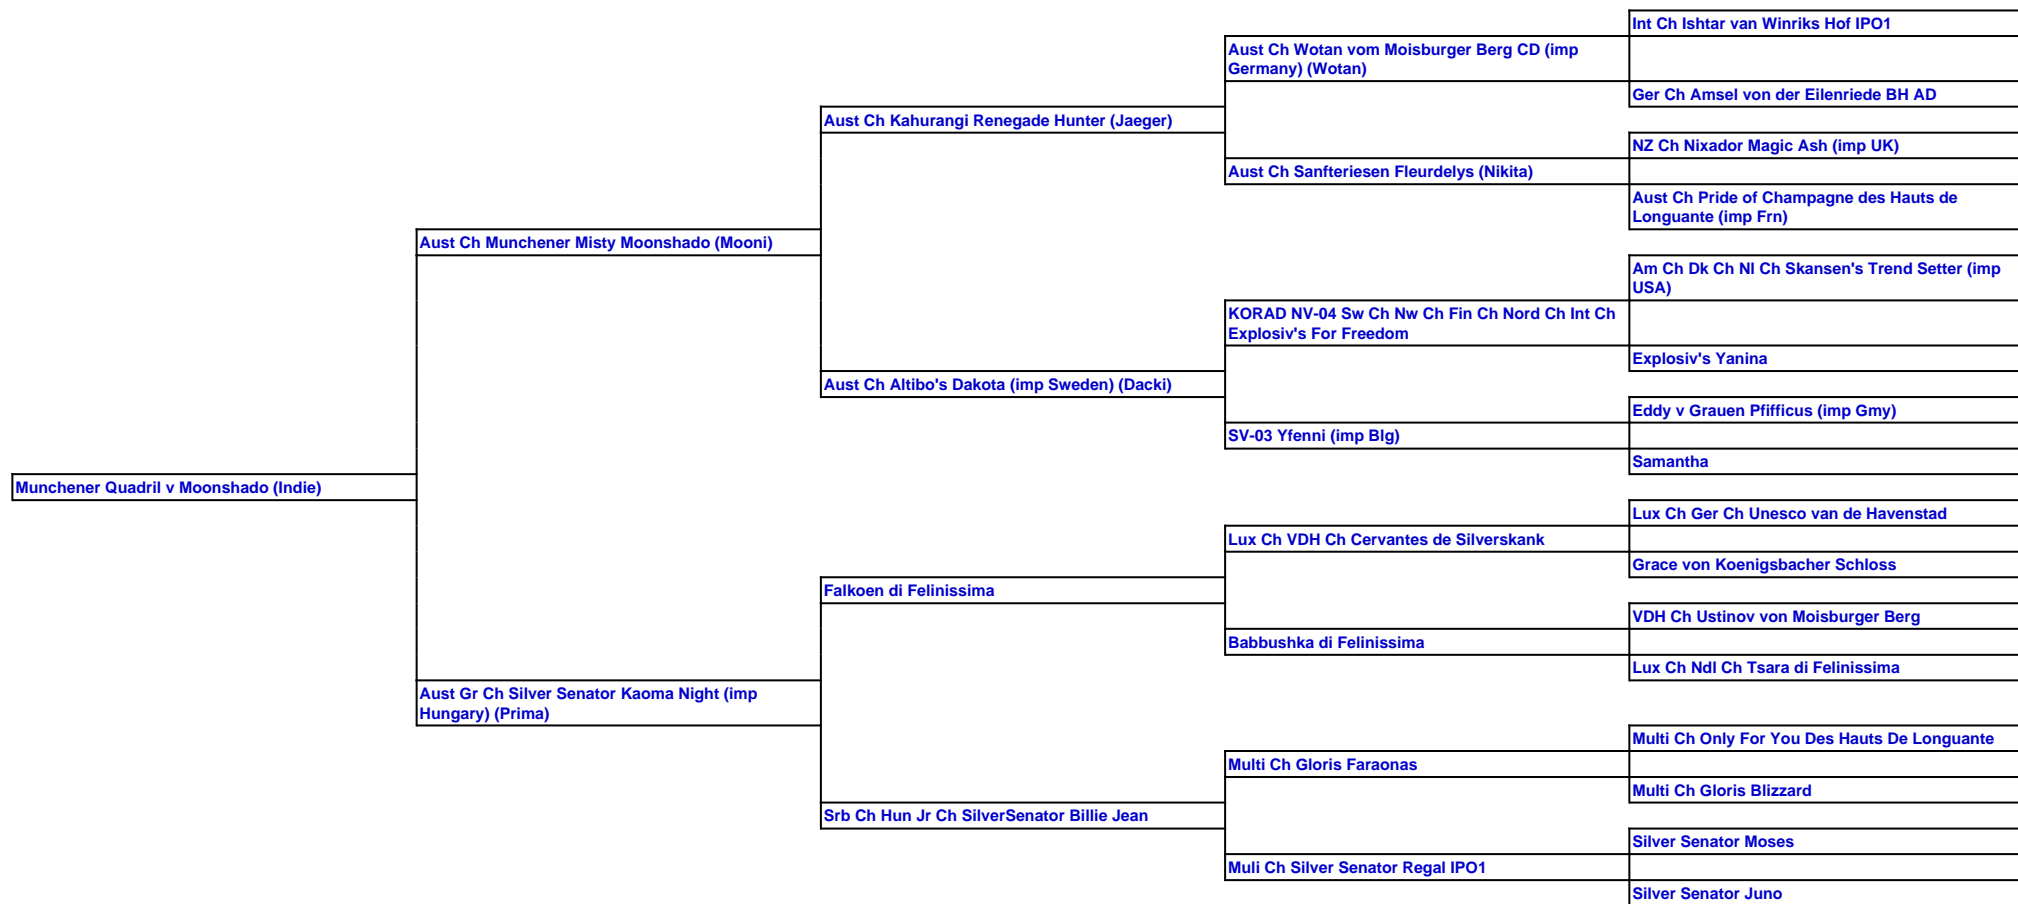 Int Ch Ishtar van Winriks Hof IPO1
Aust Ch Wotan vom Moisburger Berg CD (imp
Germany) (Wotan)
Ger Ch Amsel von der Eilenriede BH AD
Aust Ch Kahurangi Renegade Hunter (Jaeger)
NZ Ch Nixador Magic Ash (imp UK)
Aust Ch Sanfteriesen Fleurdelys (Nikita)
Aust Ch Pride of Champagne des Hauts de
Longuante (imp Frn)
Aust Ch Munchener Misty Moonshado (Mooni)
Am Ch Dk Ch Nl Ch Skansen's Trend Setter (imp
USA)
KORAD NV-04 Sw Ch Nw Ch Fin Ch Nord Ch Int Ch
Explosiv's For Freedom
Explosiv's Yanina
Aust Ch Altibo's Dakota (imp Sweden) (Dacki)
Eddy v Grauen Pfifficus (imp Gmy)
SV-03 Yfenni (imp Blg)
Samantha
Munchener Quadril v Moonshado (Indie)
Lux Ch Ger Ch Unesco van de Havenstad
Lux Ch VDH Ch Cervantes de Silverskank
Grace von Koenigsbacher Schloss
Falkoen di Felinissima
VDH Ch Ustinov von Moisburger Berg
Babbushka di Felinissima
Lux Ch Ndl Ch Tsara di Felinissima
Aust Gr Ch Silver Senator Kaoma Night (imp
Hungary) (Prima)
Multi Ch Only For You Des Hauts De Longuante
Multi Ch Gloris Faraonas
Multi Ch Gloris Blizzard
Srb Ch Hun Jr Ch SilverSenator Billie Jean
Silver Senator Moses
Muli Ch Silver Senator Regal IPO1
Silver Senator Juno